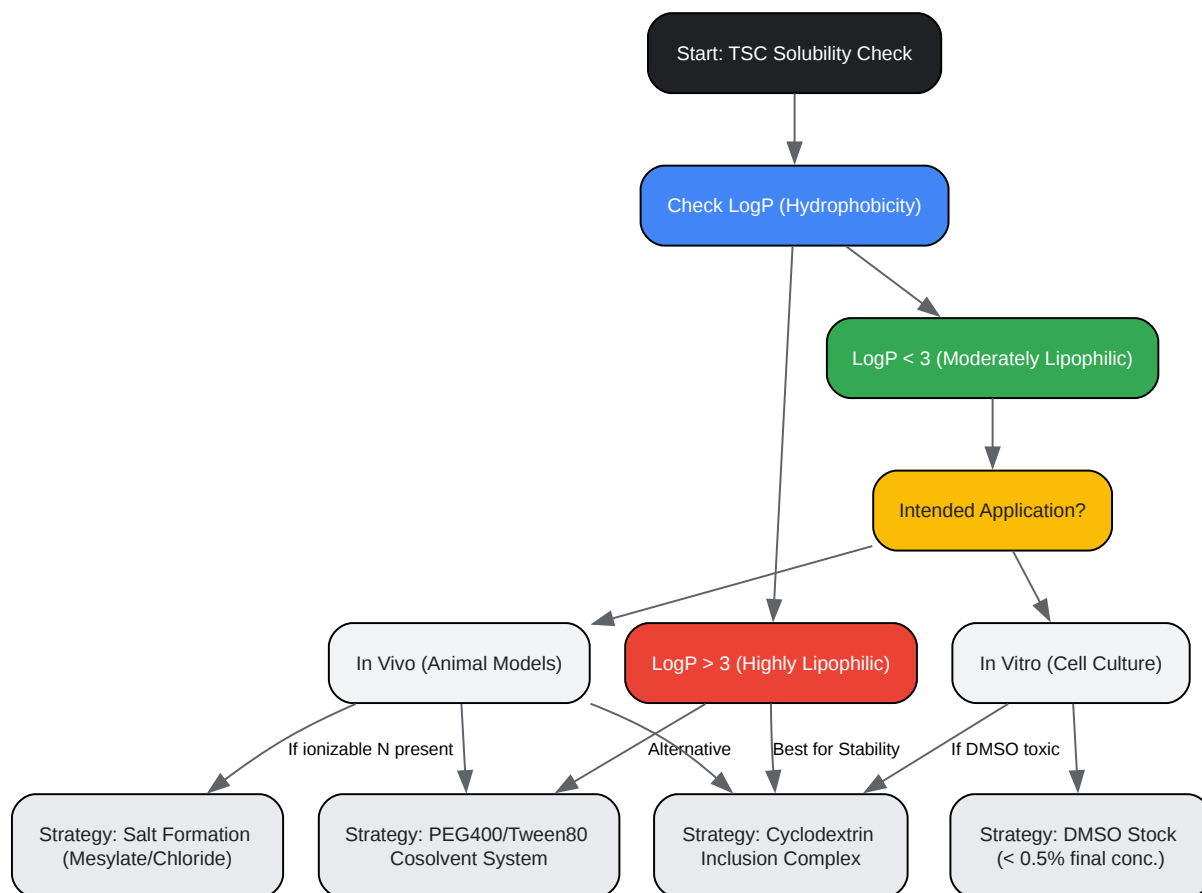 Start: TSC Solubility Check
Check LogP (Hydrophobicity)
LogP < 3 (Moderately Lipophilic)
Intended Application?
In Vivo (Animal Models)
LogP > 3 (Highly Lipophilic)
In Vitro (Cell Culture)
If ionizable N present
Alternative
Best for Stability
If DMSO toxic
Strategy: Salt Formation
(Mesylate/Chloride)
Strategy: PEG400/Tween80
Cosolvent System
Strategy: Cyclodextrin
Inclusion Complex
Strategy: DMSO Stock
(< 0.5% final conc.)